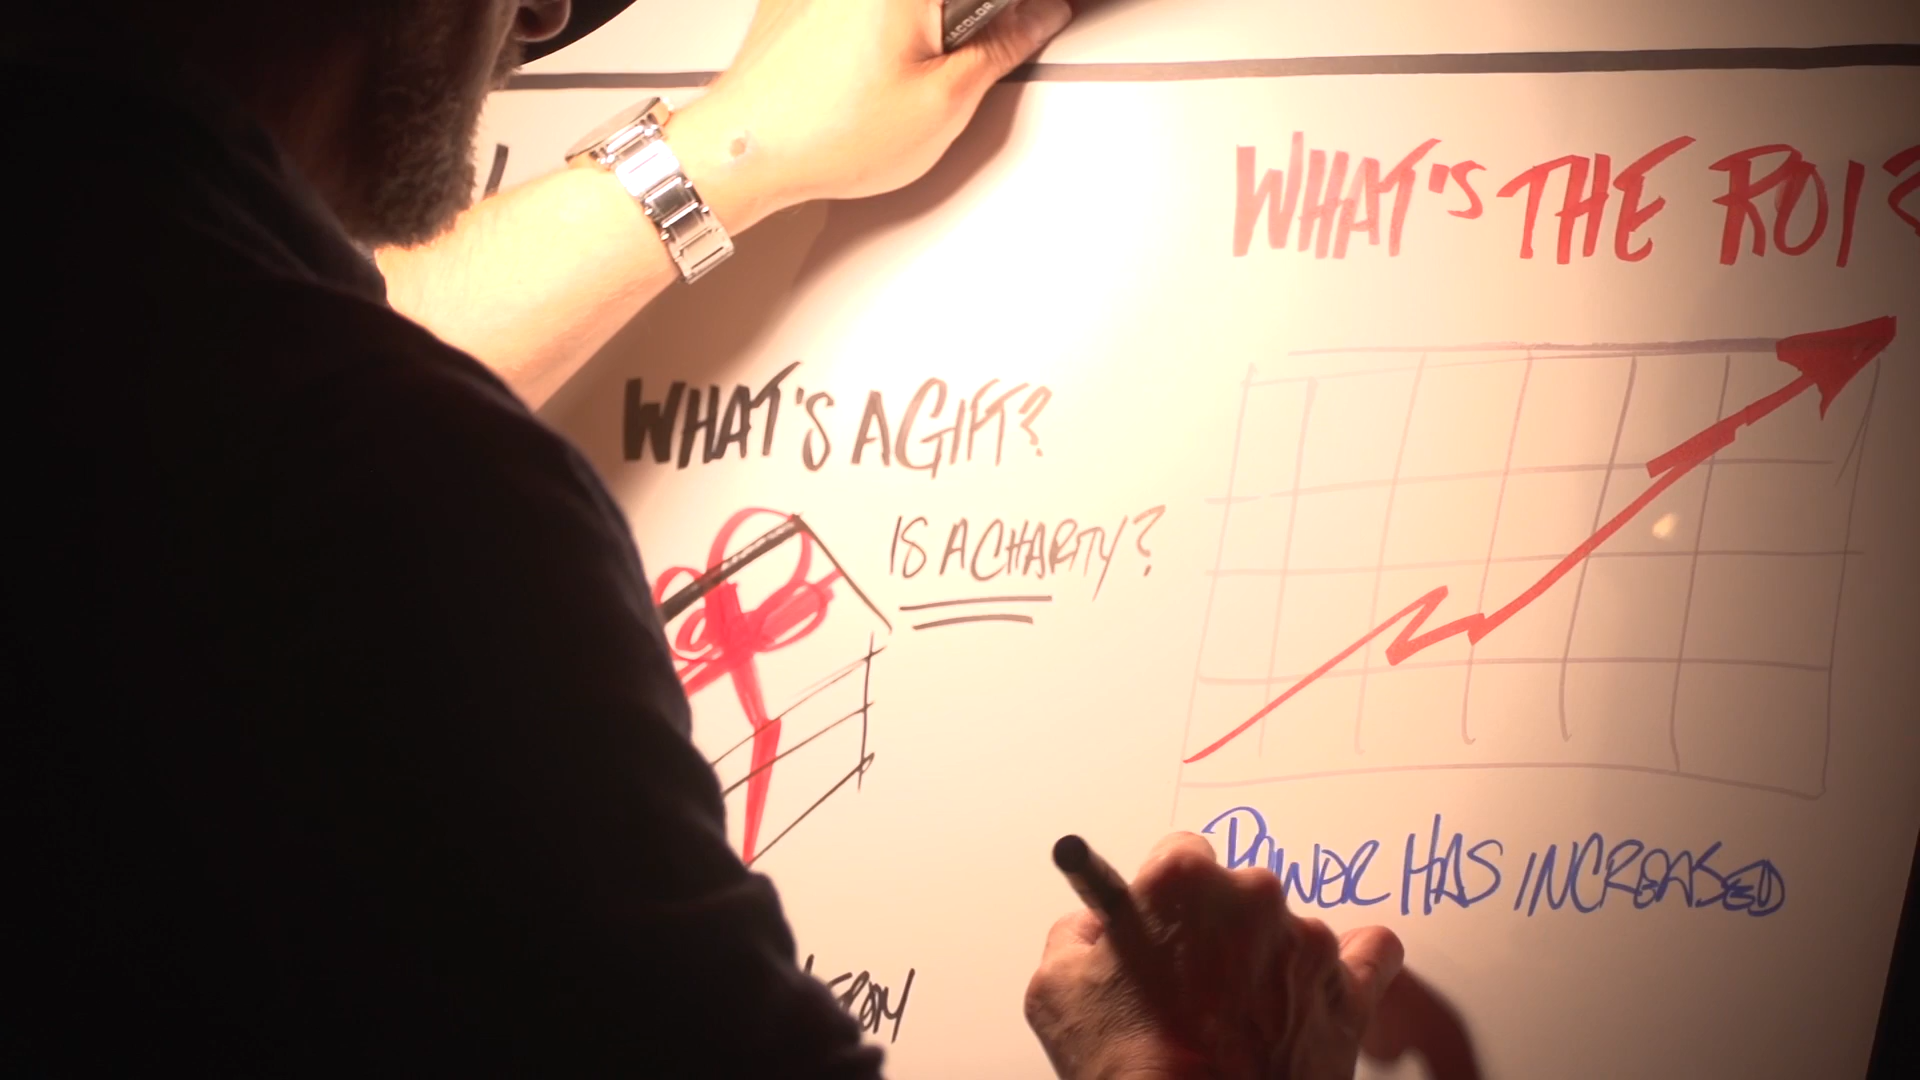 WHAT'S THE ROI?
WHAT'S A GIFT?
IS A CHARITY?
POWER HAS INCREASED